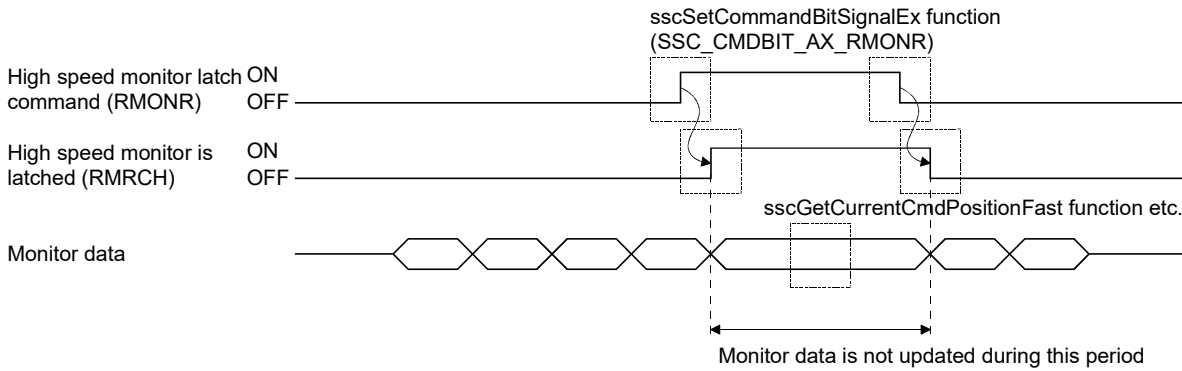 sscSetCommandBitSignalEx function
(SSC_CMDBIT_AX_RMONR)
High speed monitor latch ON
command (RMONR) OFF
High speed monitor is ON
latched (RMRCH) OFF
sscGetCurrentCmdPositionFast function etc.
Monitor data
Monitor data is not updated during this period